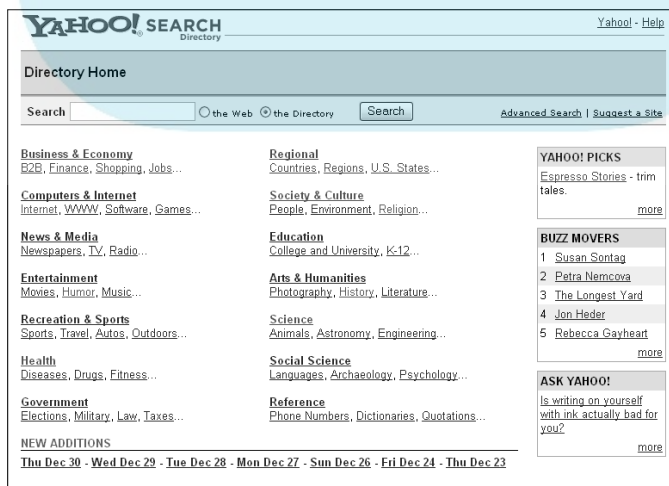 YAHOO! SEARCH
Directory
Yahoo! - Help
Directory Home
Search the Web the Directory Search Advanced Search | Suggest a Site
Business & Economy
B2B, Finance, Shopping, Jobs...
Computers & Internet
Internet, WWW, Software, Games...
News & Media
Newspapers, TV, Radio...
Entertainment
Movies, Humor, Music...
Recreation & Sports
Sports, Travel, Autos, Outdoors...
Health
Diseases, Drugs, Fitness...
Government
Elections, Military, Law, Taxes...
Regional
Countries, Regions, U.S. States...
Society & Culture
People, Environment, Religion...
Education
College and University, K-12...
Arts & Humanities
Photography, History, Literature...
Science
Animals, Astronomy, Engineering...
Social Science
Languages, Archaeology, Psychology...
Reference
Phone Numbers, Dictionaries, Quotations...
NEW ADDITIONS
Thu Dec 30 - Wed Dec 29 - Tue Dec 28 - Mon Dec 27 - Sun Dec 26 - Fri Dec 24 - Thu Dec 23
YAHOO! PICKS
Espresso Stories - trim
tales.
more
BUZZ MOVERS
1 Susan Sontag
2 Petra Nemcova
3 The Longest Yard
4 Jon Heder
5 Rebecca Gayheart
more
ASK YAHOO!
Is writing on yourself
with ink actually bad for
you?
more